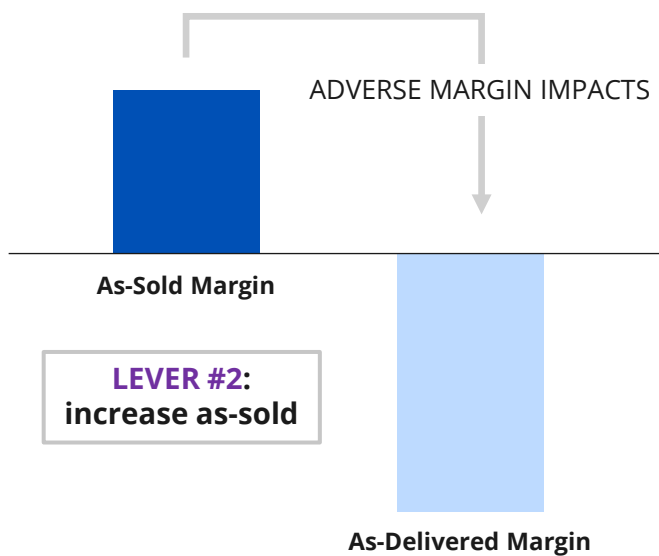 ADVERSE MARGIN IMPACTS
As-Sold Margin
LEVER #2:
increase as-sold
As-Delivered Margin